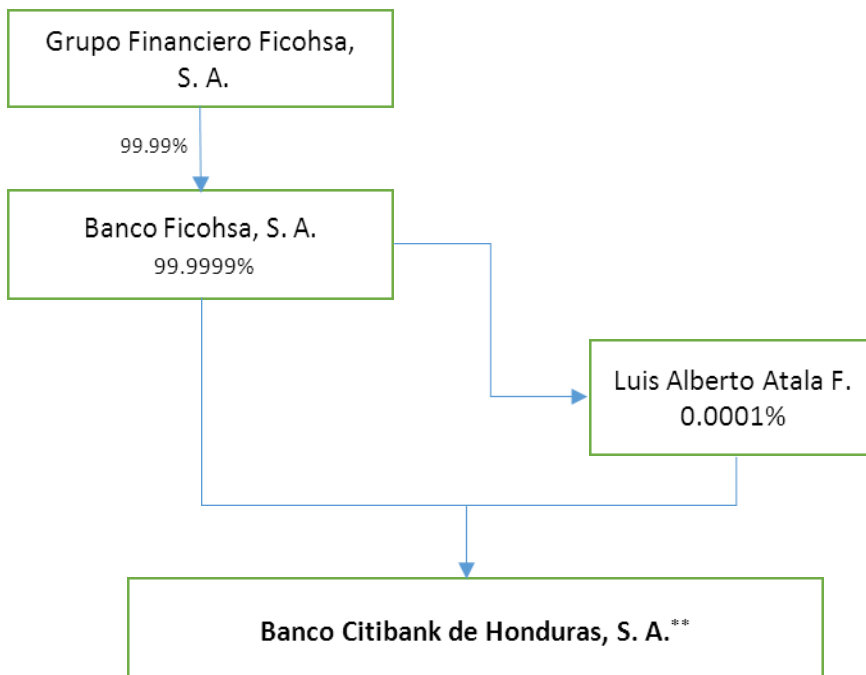 Grupo Financiero Ficohsa,
S. A.
99.99%
Banco Ficohsa, S. A.
99.9999%
Luis Alberto Atala F.
0.0001%
Banco Citibank de Honduras, S. A.**